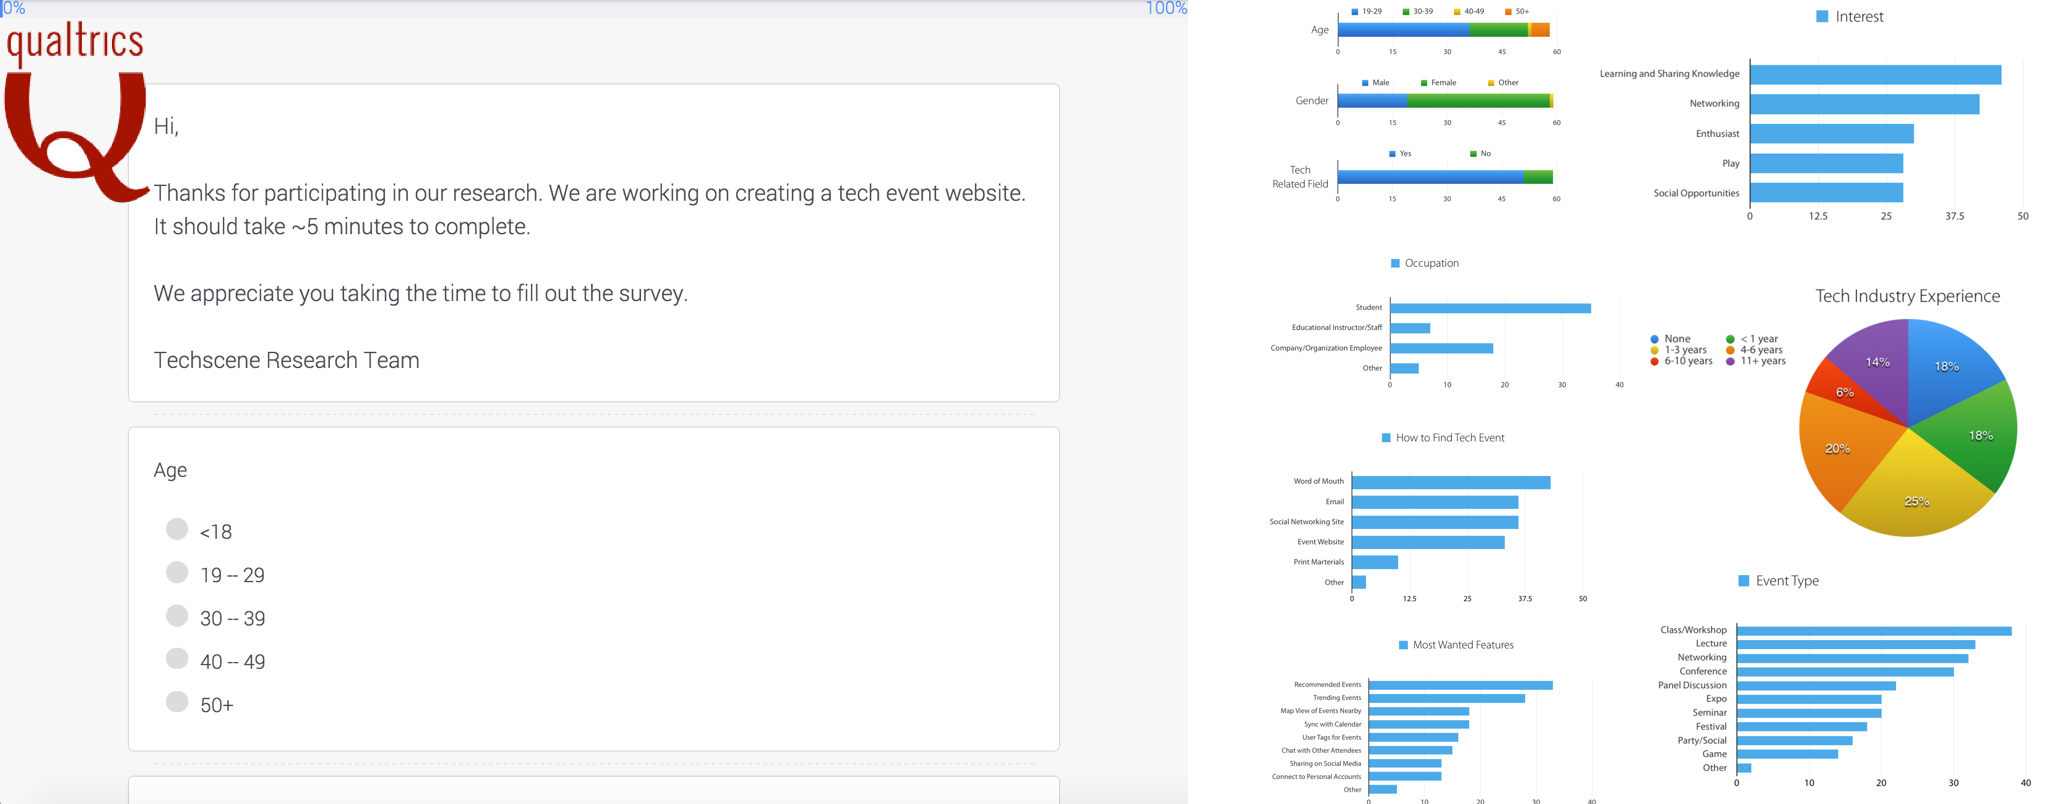 0%
100%
qualtrics
Q
Hi,
Thanks for participating in our research. We are working on creating a tech event website.
It should take ~5 minutes to complete.
We appreciate you taking the time to fill out the survey.
Techscene Research Team
Age
<18
19 -- 29
30 -- 39
40 -- 49
50+
19-29 30-39 40-49 50+
Age
0 15 30 45 60
Male Female Other
Gender
0 15 30 45 60
Yes No
Tech
Related Field
0 15 30 45 60
Occupation
Student
Educational Instructor/Staff
Company/Organization Employee
Other
0 10 20 30 40
How to Find Tech Event
Word of Mouth
Email
Social Networking Site
Event Website
Print Marterials
Other
0 12.5 25 37.5 50
Most Wanted Features
Recommended Events
Trending Events
Map View of Events Nearby
Sync with Calendar
User Tags for Events
Chat with Other Attendees
Sharing on Social Media
Connect to Personal Accounts
Other
0 10 20 30 40
Interest
Learning and Sharing Knowledge
Networking
Enthusiast
Play
Social Opportunities
0 12.5 25 37.5 50
Tech Industry Experience
None < 1 year
1-3 years 4-6 years
6-10 years 11+ years
14% 18%
6%
18%
20%
25%
Event Type
Class/Workshop
Lecture
Networking
Conference
Panel Discussion
Expo
Seminar
Festival
Party/Social
Game
Other
0 10 20 30 40